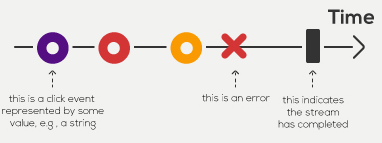 Time
this is a click event
represented by some
value, e.g., a string
this is an error
this indicates
the stream
has completed